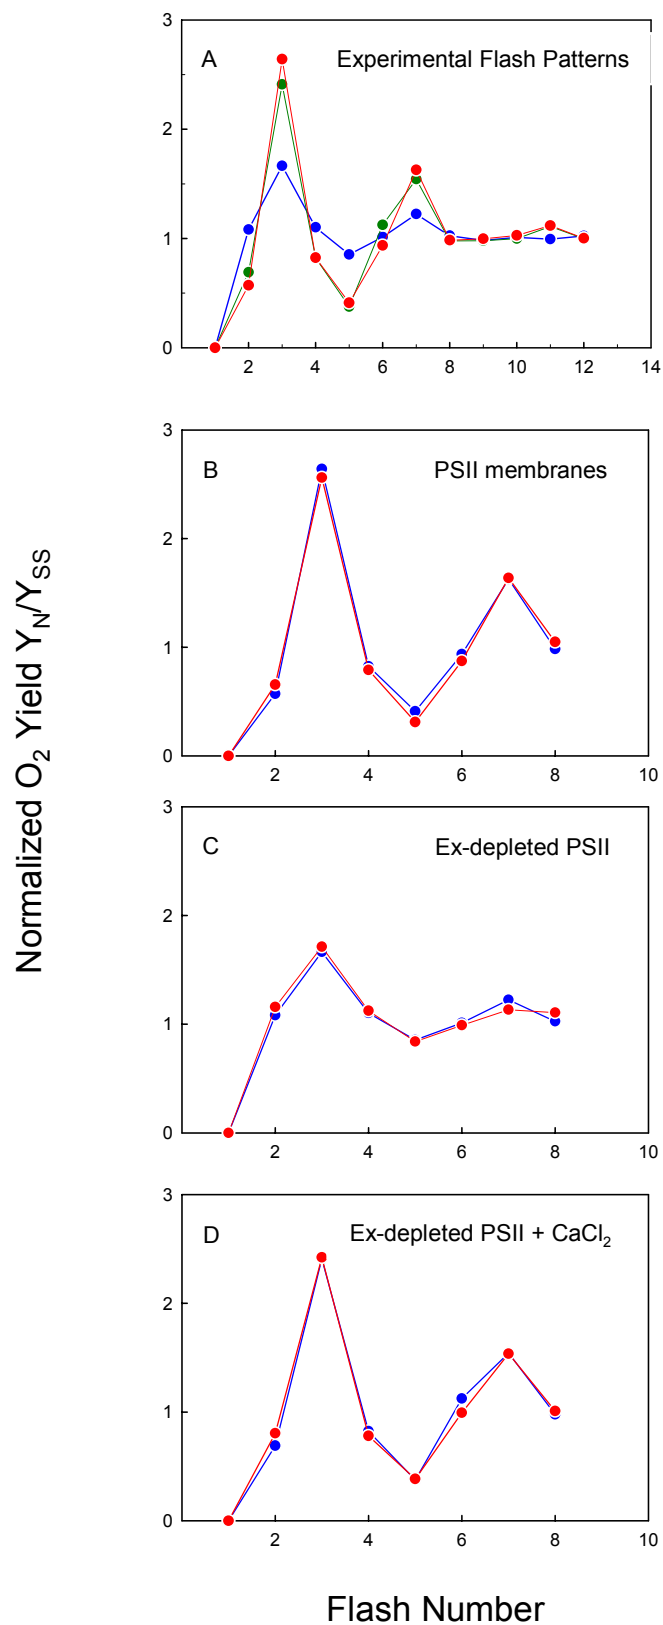 Normalized O2 Yield YN/YSS
A
Experimental Flash Patterns
3
2
1
0
2 4 6 8 10 12 14
B
PSII membranes
3
2
1
0
2 4 6 8 10
C
Ex-depleted PSII
3
2
1
0
2 4 6 8 10
D
Ex-depleted PSII + CaCl2
3
2
1
0
2 4 6 8 10
Flash Number